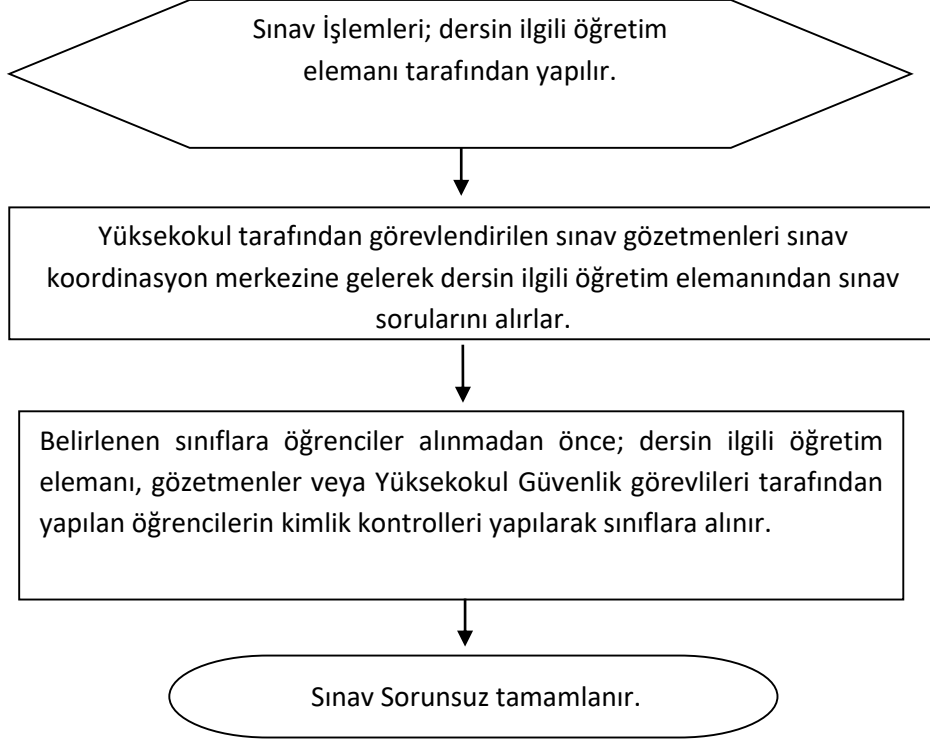 Sınav İşlemleri; dersin ilgili öğretim
elemanı tarafından yapılır.
Yüksekokul tarafından görevlendirilen sınav gözetmenleri sınav
koordinasyon merkezine gelerek dersin ilgili öğretim elemanından sınav
sorularını alırlar.
Belirlenen sınıflara öğrenciler alınmadan önce; dersin ilgili öğretim
elemanı, gözetmenler veya Yüksekokul Güvenlik görevlileri tarafından
yapılan öğrencilerin kimlik kontrolleri yapılarak sınıflara alınır.
Sınav Sorunsuz tamamlanır.